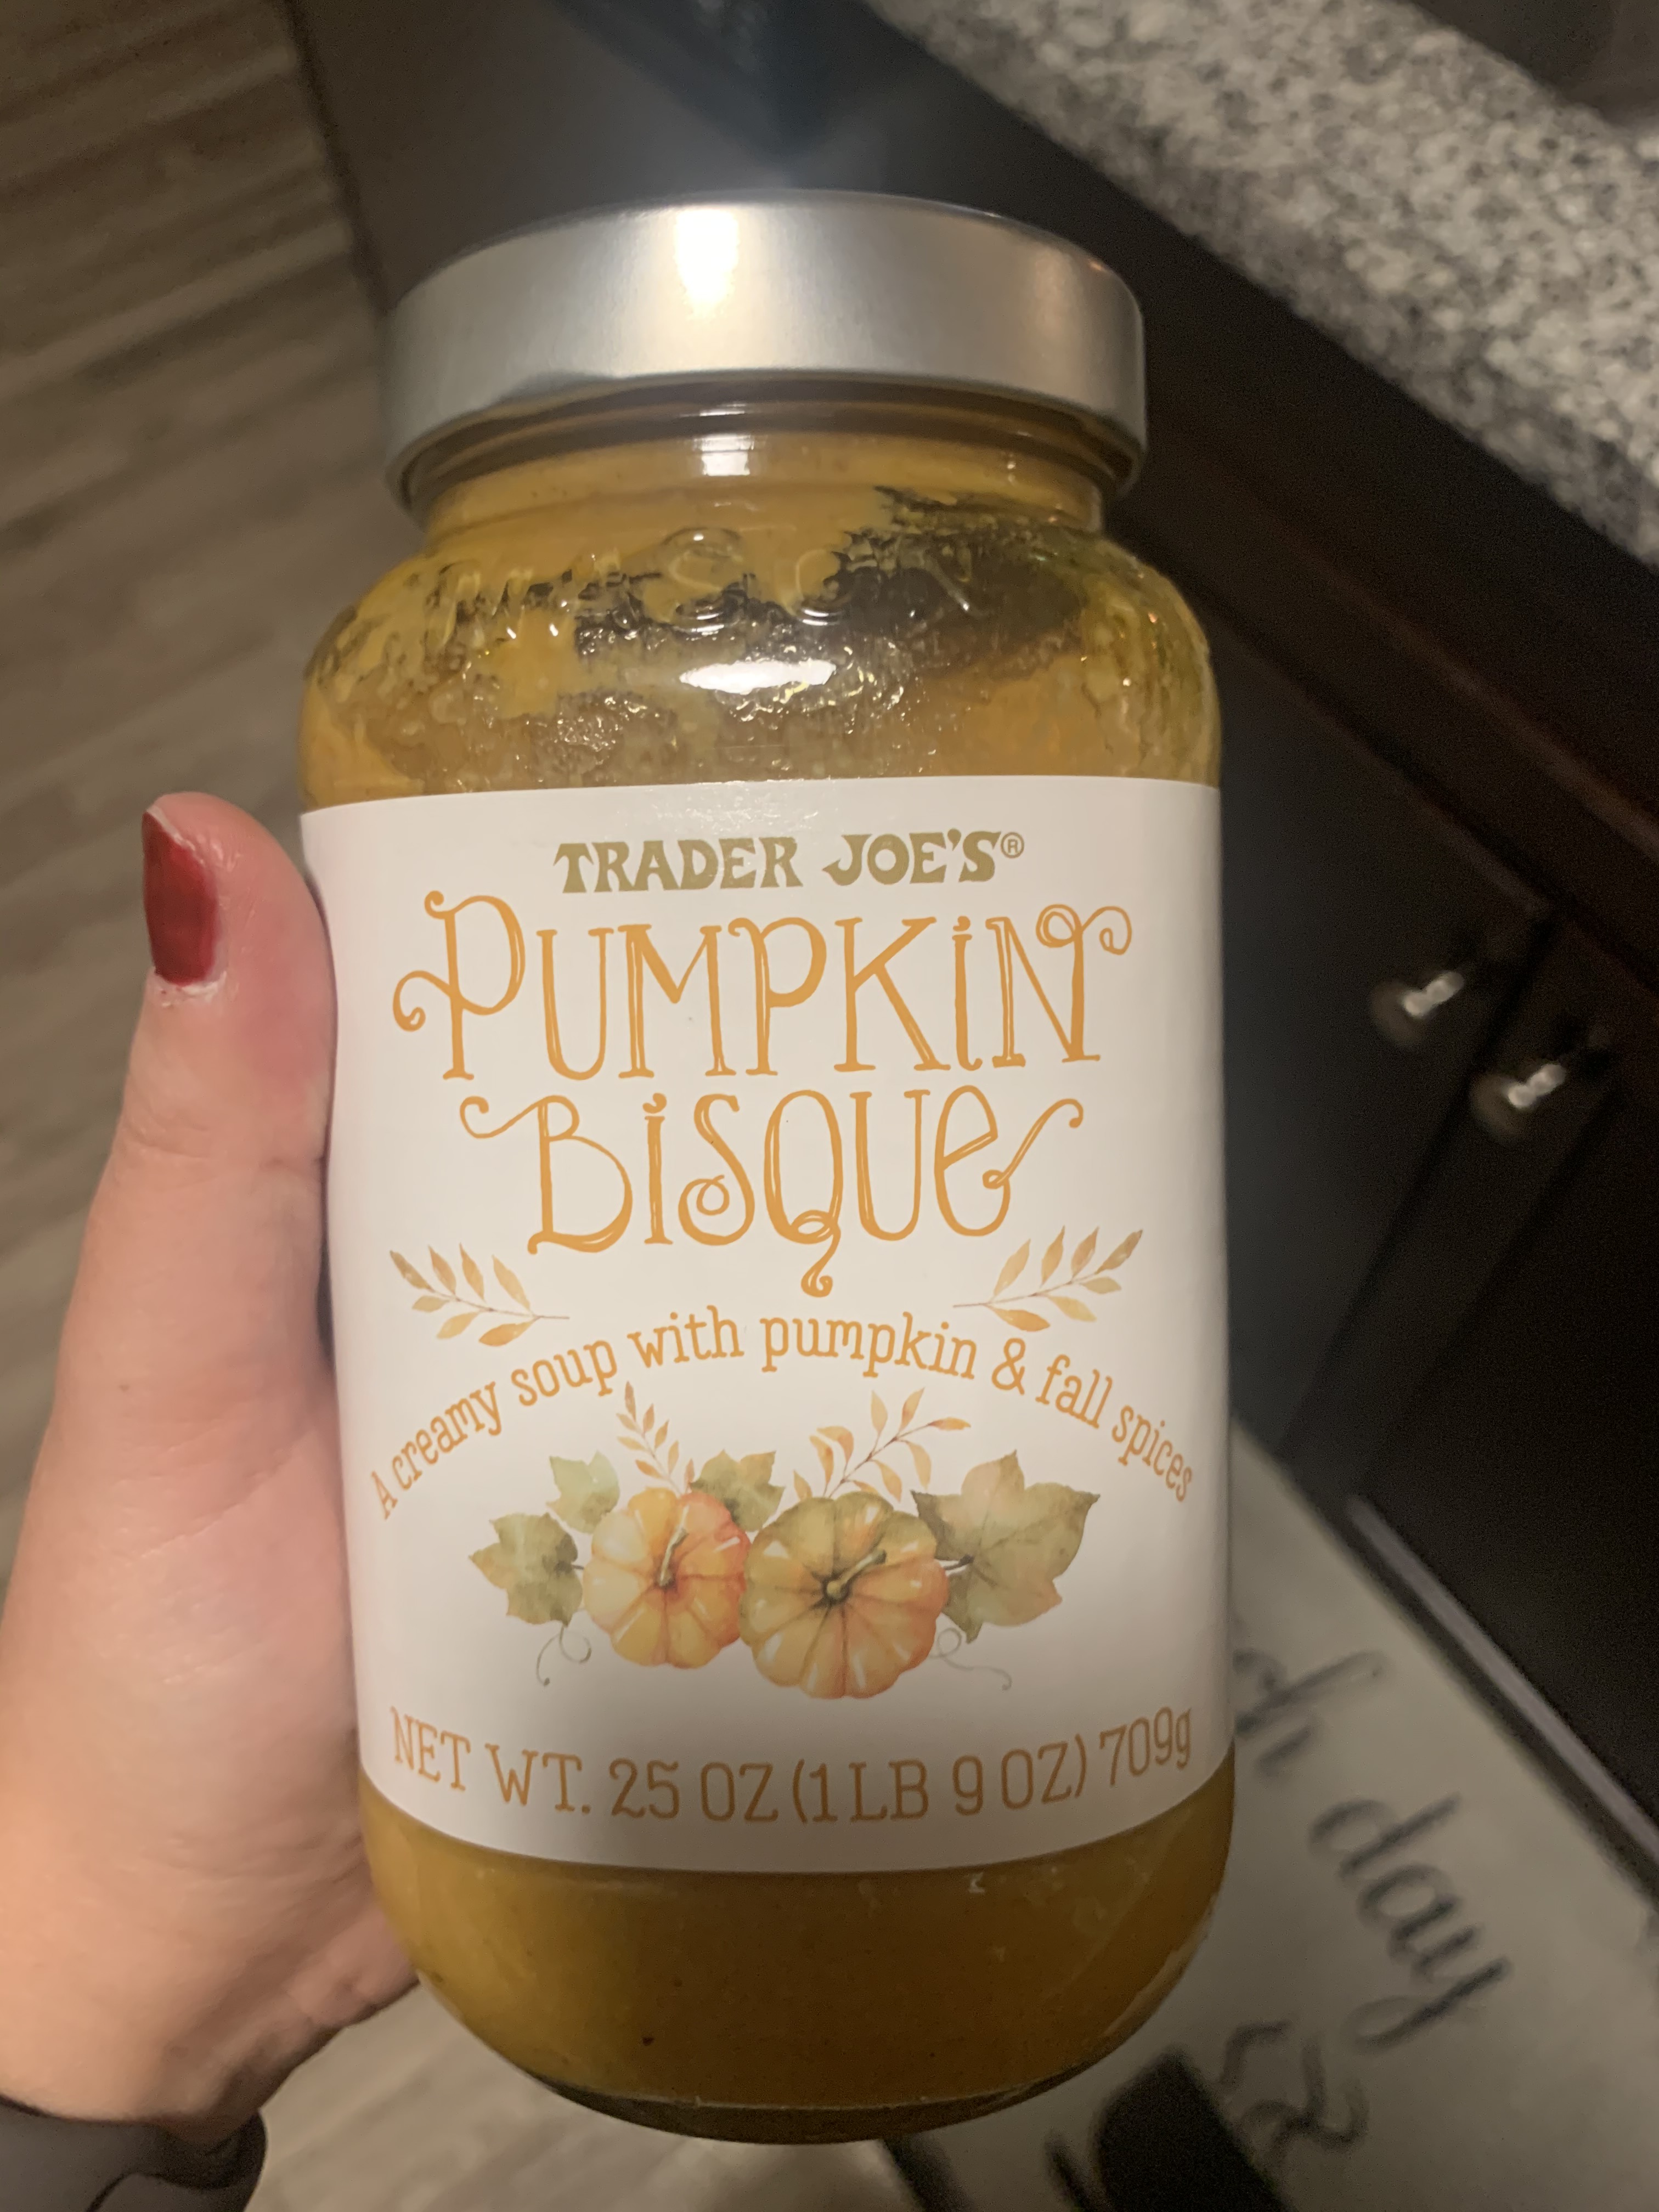 TRADER JOE'S®
PUMPKIN
BISQUE
A creamy soup with pumpkin & fall spices
NET WT. 25 OZ (1 LB 9 OZ) 709g
day